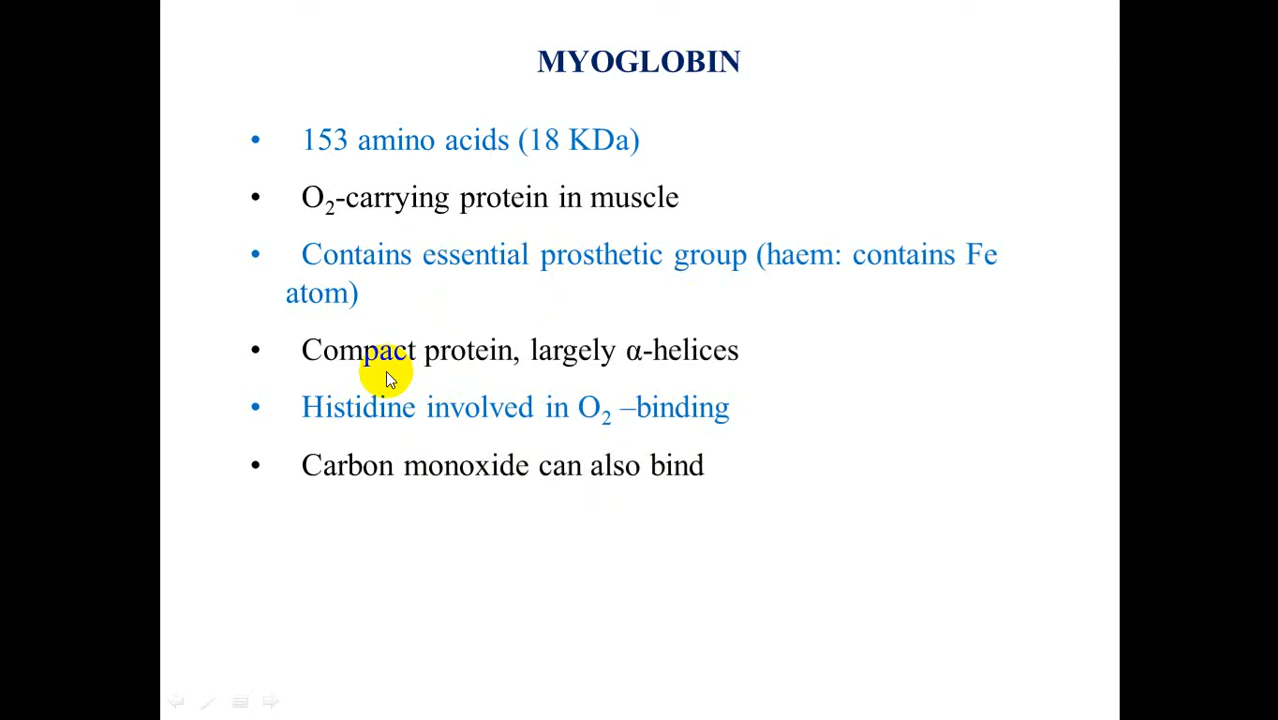 MYOGLOBIN
• 153 amino acids (18 KDa)
• O₂-carrying protein in muscle
• Contains essential prosthetic group (haem: contains Fe
atom)
• Compact protein, largely α-helices
• Histidine involved in O₂ –binding
• Carbon monoxide can also bind